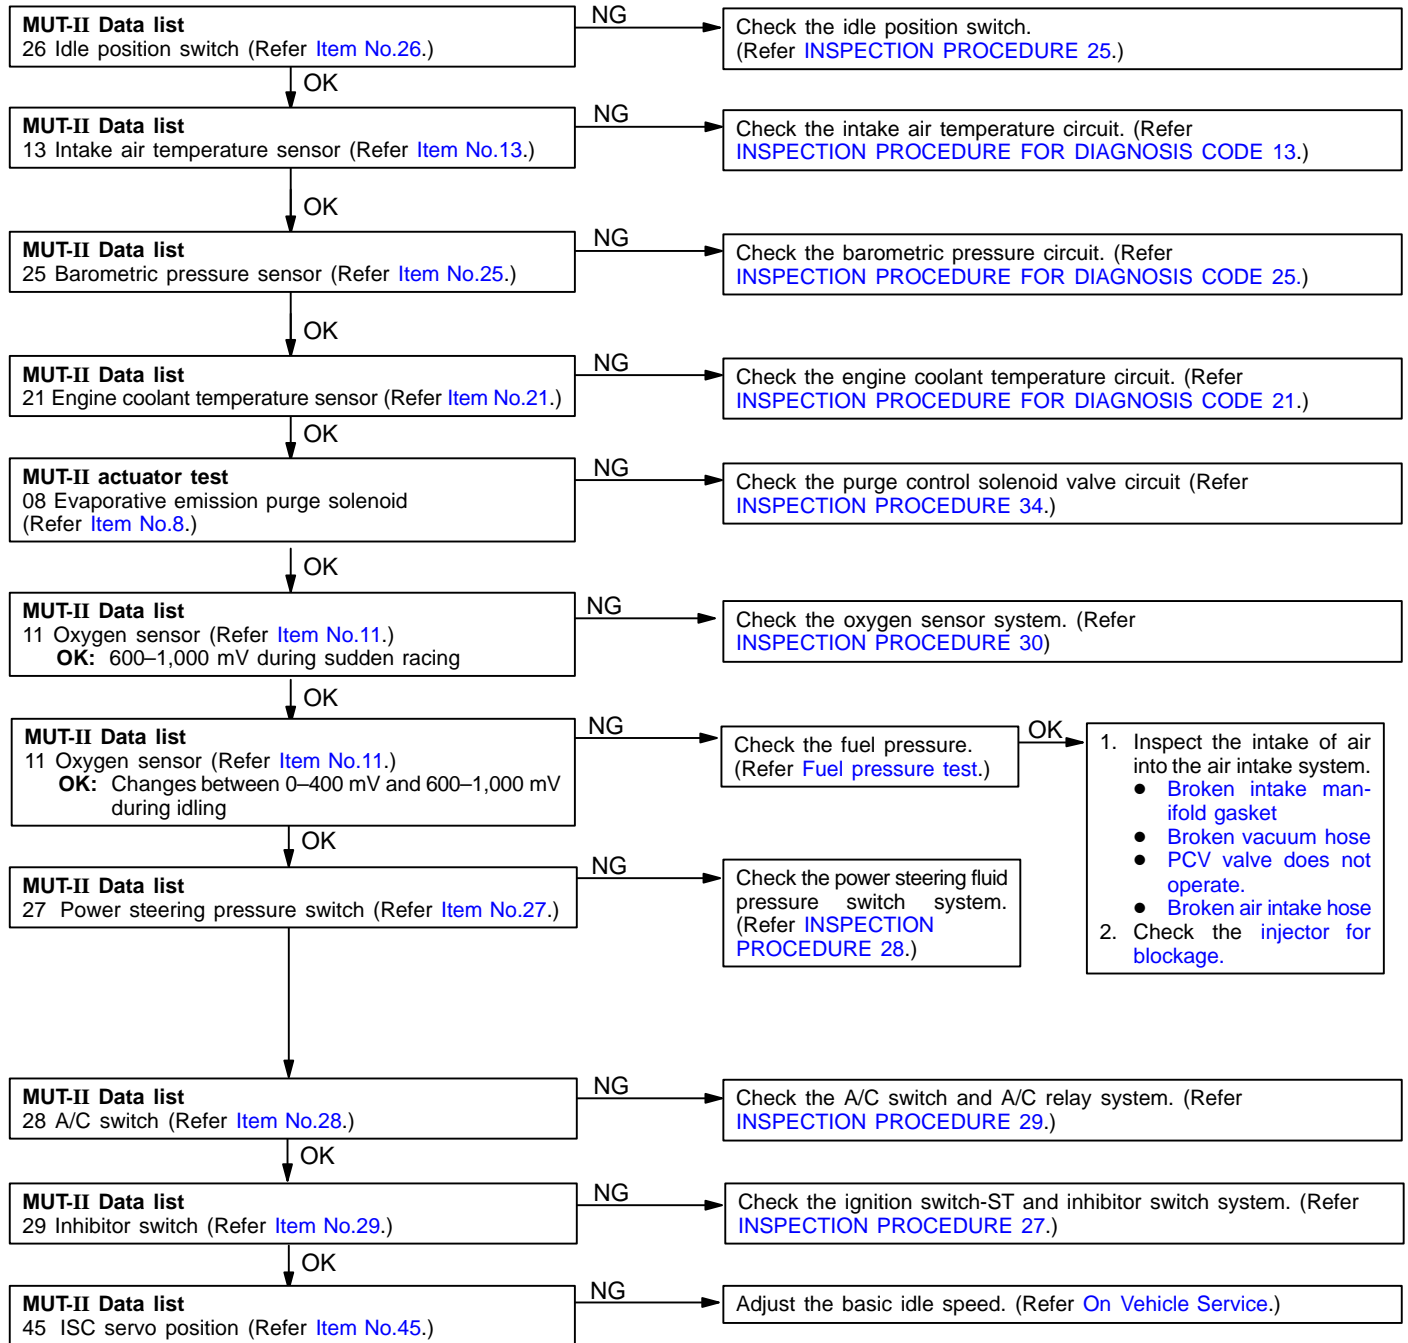 MUT-II Data list
26 Idle position switch (Refer Item No.26.)
NG
Check the idle position switch.
(Refer INSPECTION PROCEDURE 25.)
OK
MUT-II Data list
13 Intake air temperature sensor (Refer Item No.13.)
NG
Check the intake air temperature circuit. (Refer
INSPECTION PROCEDURE FOR DIAGNOSIS CODE 13.)
OK
MUT-II Data list
25 Barometric pressure sensor (Refer Item No.25.)
NG
Check the barometric pressure circuit. (Refer
INSPECTION PROCEDURE FOR DIAGNOSIS CODE 25.)
OK
MUT-II Data list
21 Engine coolant temperature sensor (Refer Item No.21.)
NG
Check the engine coolant temperature circuit. (Refer
INSPECTION PROCEDURE FOR DIAGNOSIS CODE 21.)
OK
MUT-II actuator test
08 Evaporative emission purge solenoid
(Refer Item No.8.)
NG
Check the purge control solenoid valve circuit (Refer
INSPECTION PROCEDURE 34.)
OK
MUT-II Data list
11 Oxygen sensor (Refer Item No.11.)
OK: 600–1,000 mV during sudden racing
NG
Check the oxygen sensor system. (Refer
INSPECTION PROCEDURE 30)
OK
MUT-II Data list
11 Oxygen sensor (Refer Item No.11.)
OK: Changes between 0–400 mV and 600–1,000 mV
during idling
NG
Check the fuel pressure.
(Refer Fuel pressure test.)
OK
1. Inspect the intake of air
into the air intake system.
● Broken intake man-
ifold gasket
● Broken vacuum hose
● PCV valve does not
operate.
● Broken air intake hose
2. Check the injector for
blockage.
OK
MUT-II Data list
27 Power steering pressure switch (Refer Item No.27.)
NG
Check the power steering fluid
pressure switch system.
(Refer INSPECTION
PROCEDURE 28.)
MUT-II Data list
28 A/C switch (Refer Item No.28.)
NG
Check the A/C switch and A/C relay system. (Refer
INSPECTION PROCEDURE 29.)
OK
MUT-II Data list
29 Inhibitor switch (Refer Item No.29.)
NG
Check the ignition switch-ST and inhibitor switch system. (Refer
INSPECTION PROCEDURE 27.)
OK
MUT-II Data list
45 ISC servo position (Refer Item No.45.)
NG
Adjust the basic idle speed. (Refer On Vehicle Service.)